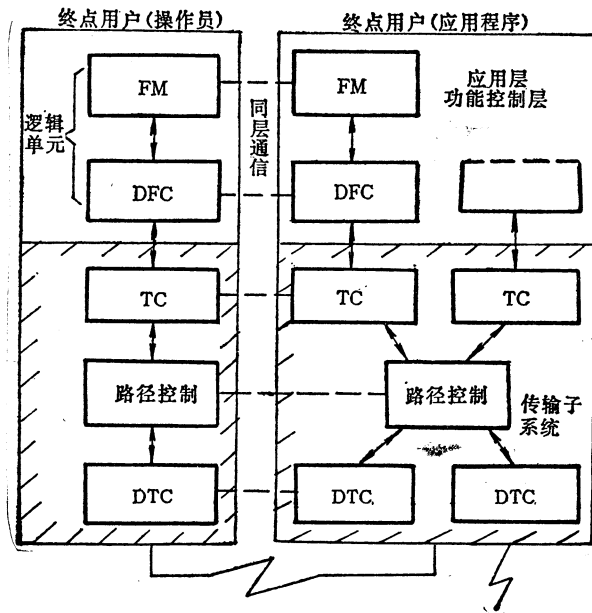 终点用户(操作员)
终点用户(应用程序)
FM
FM
应用层
功能控制层
逻辑
单元
同层通信
DFC
DFC
TC
TC
TC
路径控制
路径控制
传输子
系统
DTC
DTC.
DTC.